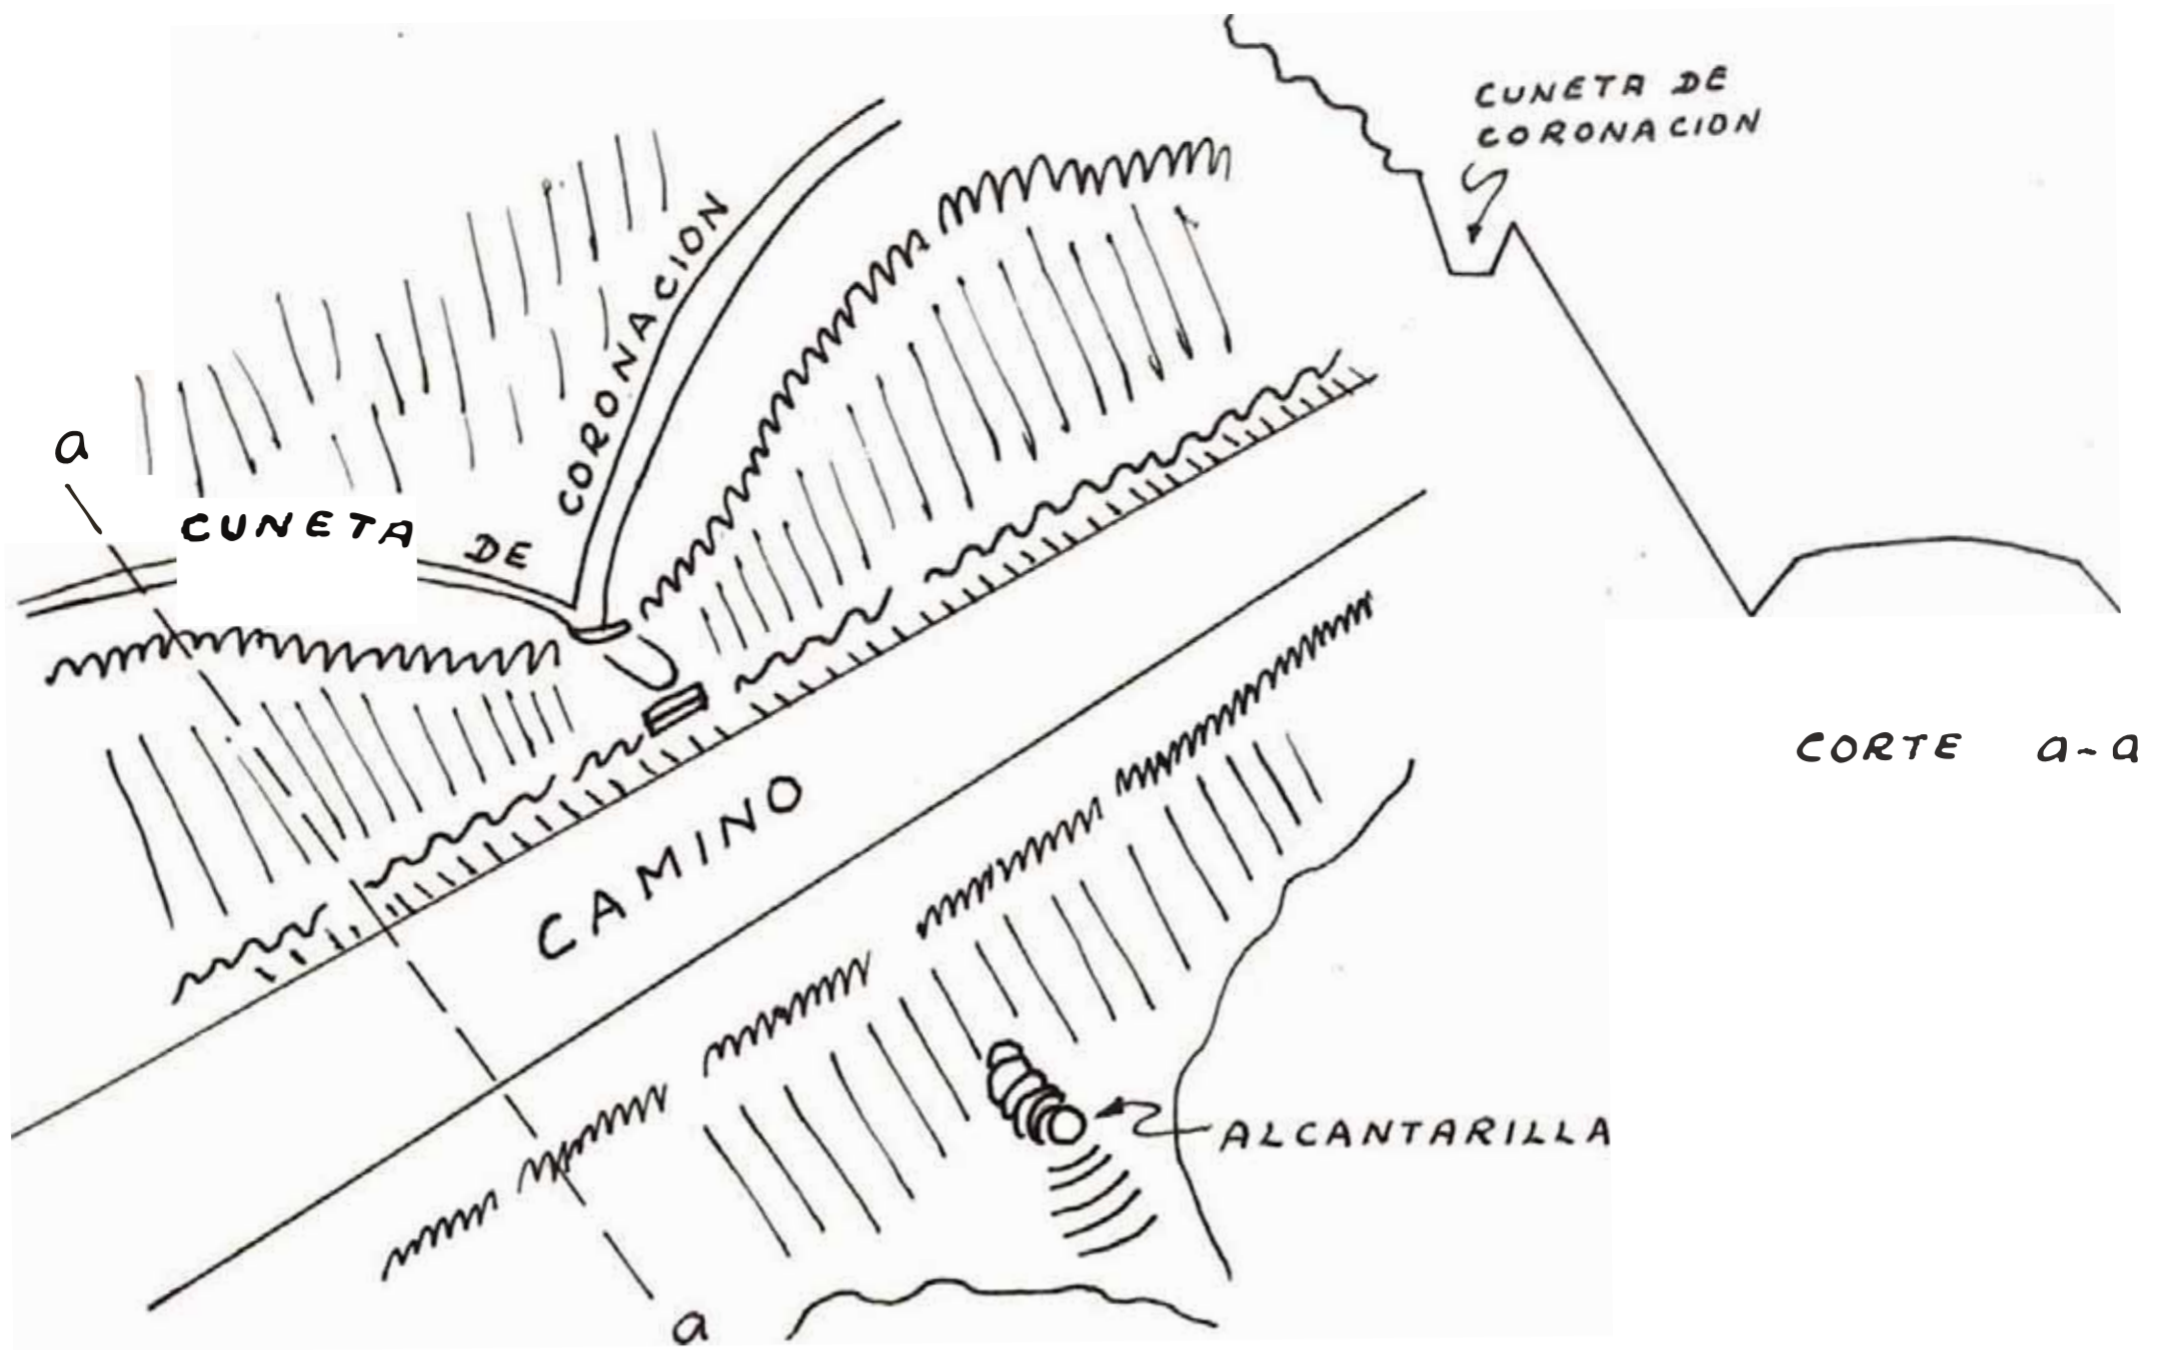 CUNETA DE
CORONACION
a
CUNETA DE CORONACION
CAMINO
CORTE a-a
ALCANTARILLA
a